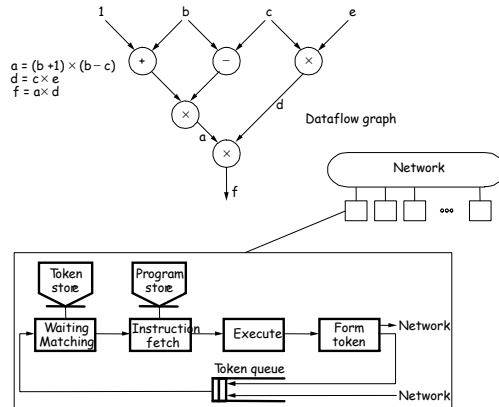 1 b c e
+ − ×
a = (b +1) × (b − c)
d = c × e
f = a × d
×
a
d
×
f
Dataflow graph
Network
Token
store
Program
store
Waiting
Matching
Instruction
fetch
Execute
Form
token
Network
Token queue
Network